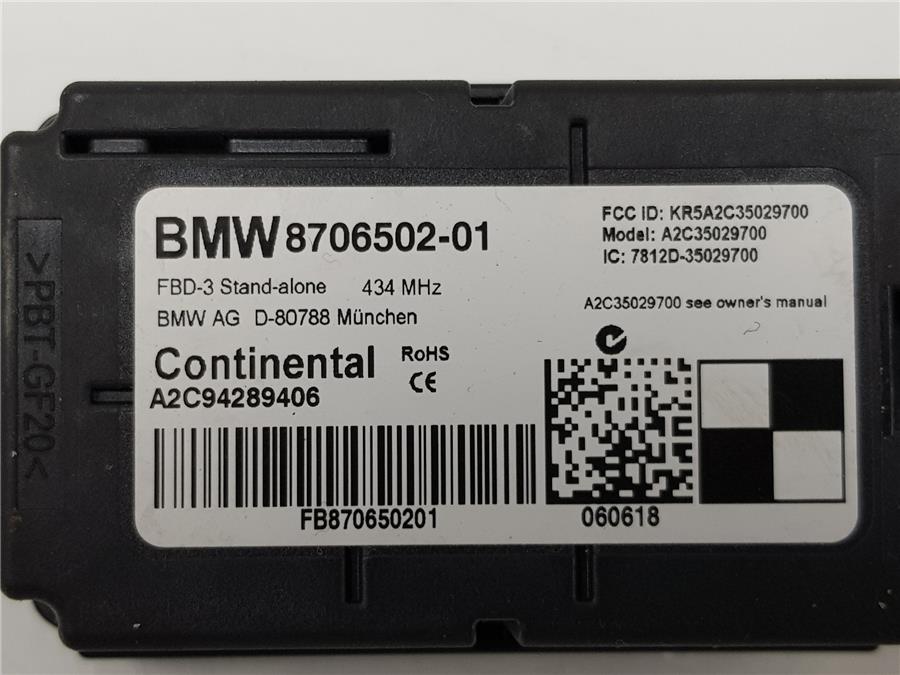 BMW 8706502-01
FBD-3 Stand-alone 434 MHz
BMW AG D-80788 München
Continental RoHS CE
A2C94289406
FB870650201
FCC ID: KR5A2C35029700
Model: A2C35029700
IC: 7812D-35029700
A2C35029700 see owner's manual
060618
>PBT-GF20<